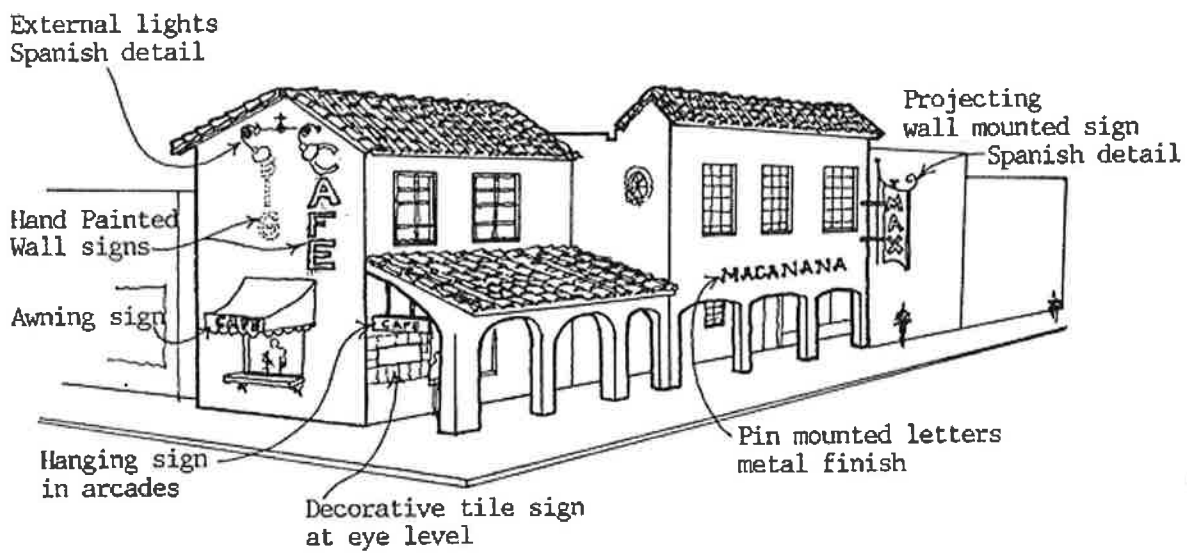 External lights
Spanish detail
Projecting
wall mounted sign
Spanish detail
CAFE
Hand Painted
Wall signs
MAX
MACANANA
Awning sign
CAFE
CAFE
Pin mounted letters
metal finish
Hanging sign
in arcades
Decorative tile sign
at eye level